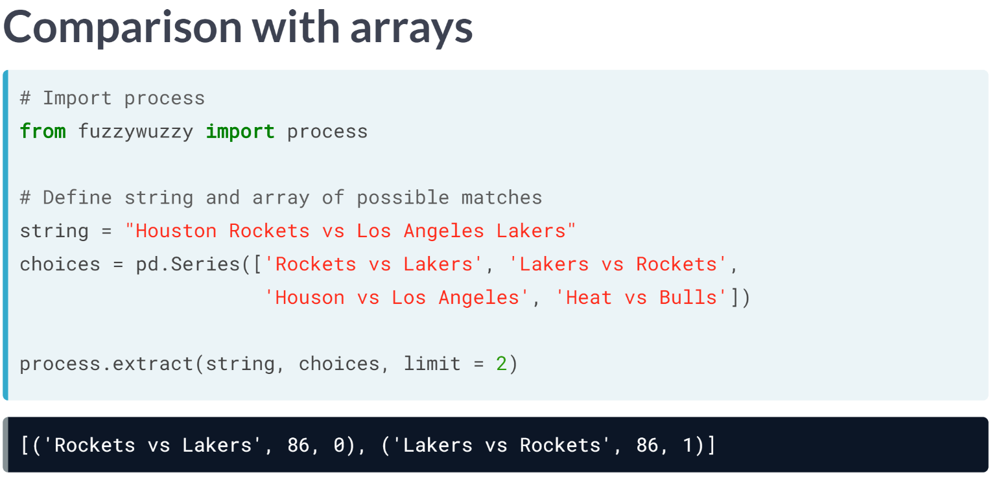 Comparison with arrays
# Import process
from fuzzywuzzy import process
# Define string and array of possible matches
string = "Houston Rockets vs Los Angeles Lakers"
choices = pd.Series(['Rockets vs Lakers', 'Lakers vs Rockets',
'Houson vs Los Angeles', 'Heat vs Bulls'])
process.extract(string, choices, limit = 2)
[('Rockets vs Lakers', 86, 0), ('Lakers vs Rockets', 86, 1)]